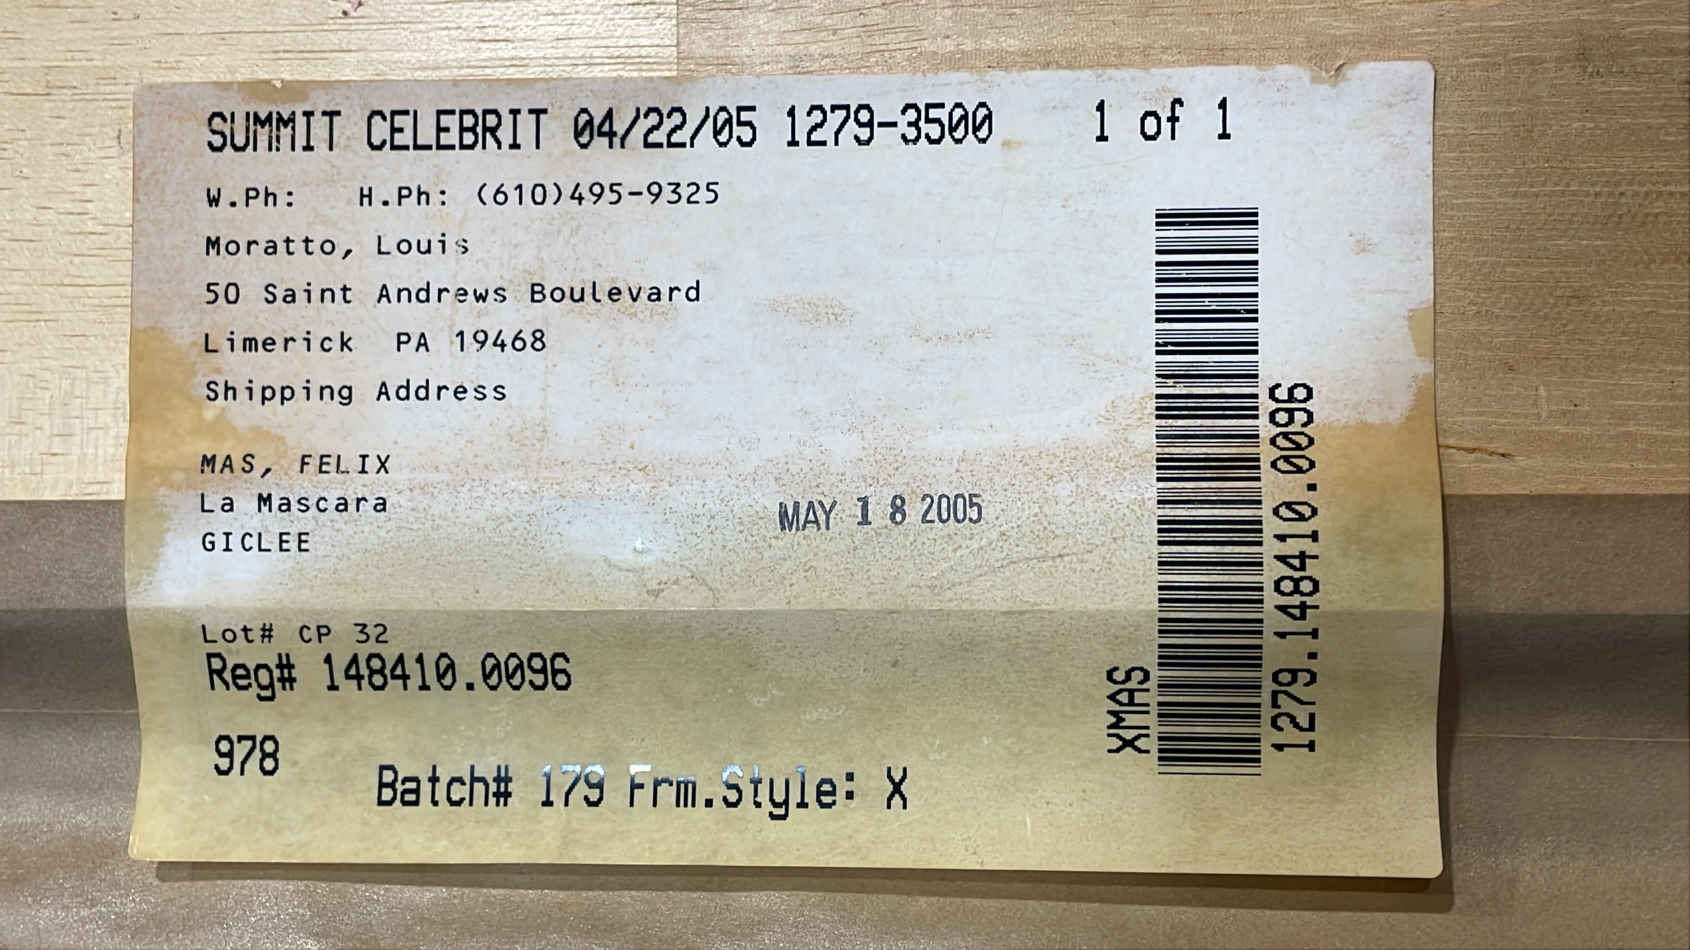 SUMMIT CELEBRIT 04/22/05 1279-3500 1 of 1
W.Ph: H.Ph: (610)495-9325
Moratto, Louis
50 Saint Andrews Boulevard
Limerick PA 19468
Shipping Address
MAS, FELIX
La Mascara
GICLEE
MAY 18 2005
Lot# CP 32
Reg# 148410.0096
978
Batch# 179 Frm.Style: X
XMAS
1279.148410.0096